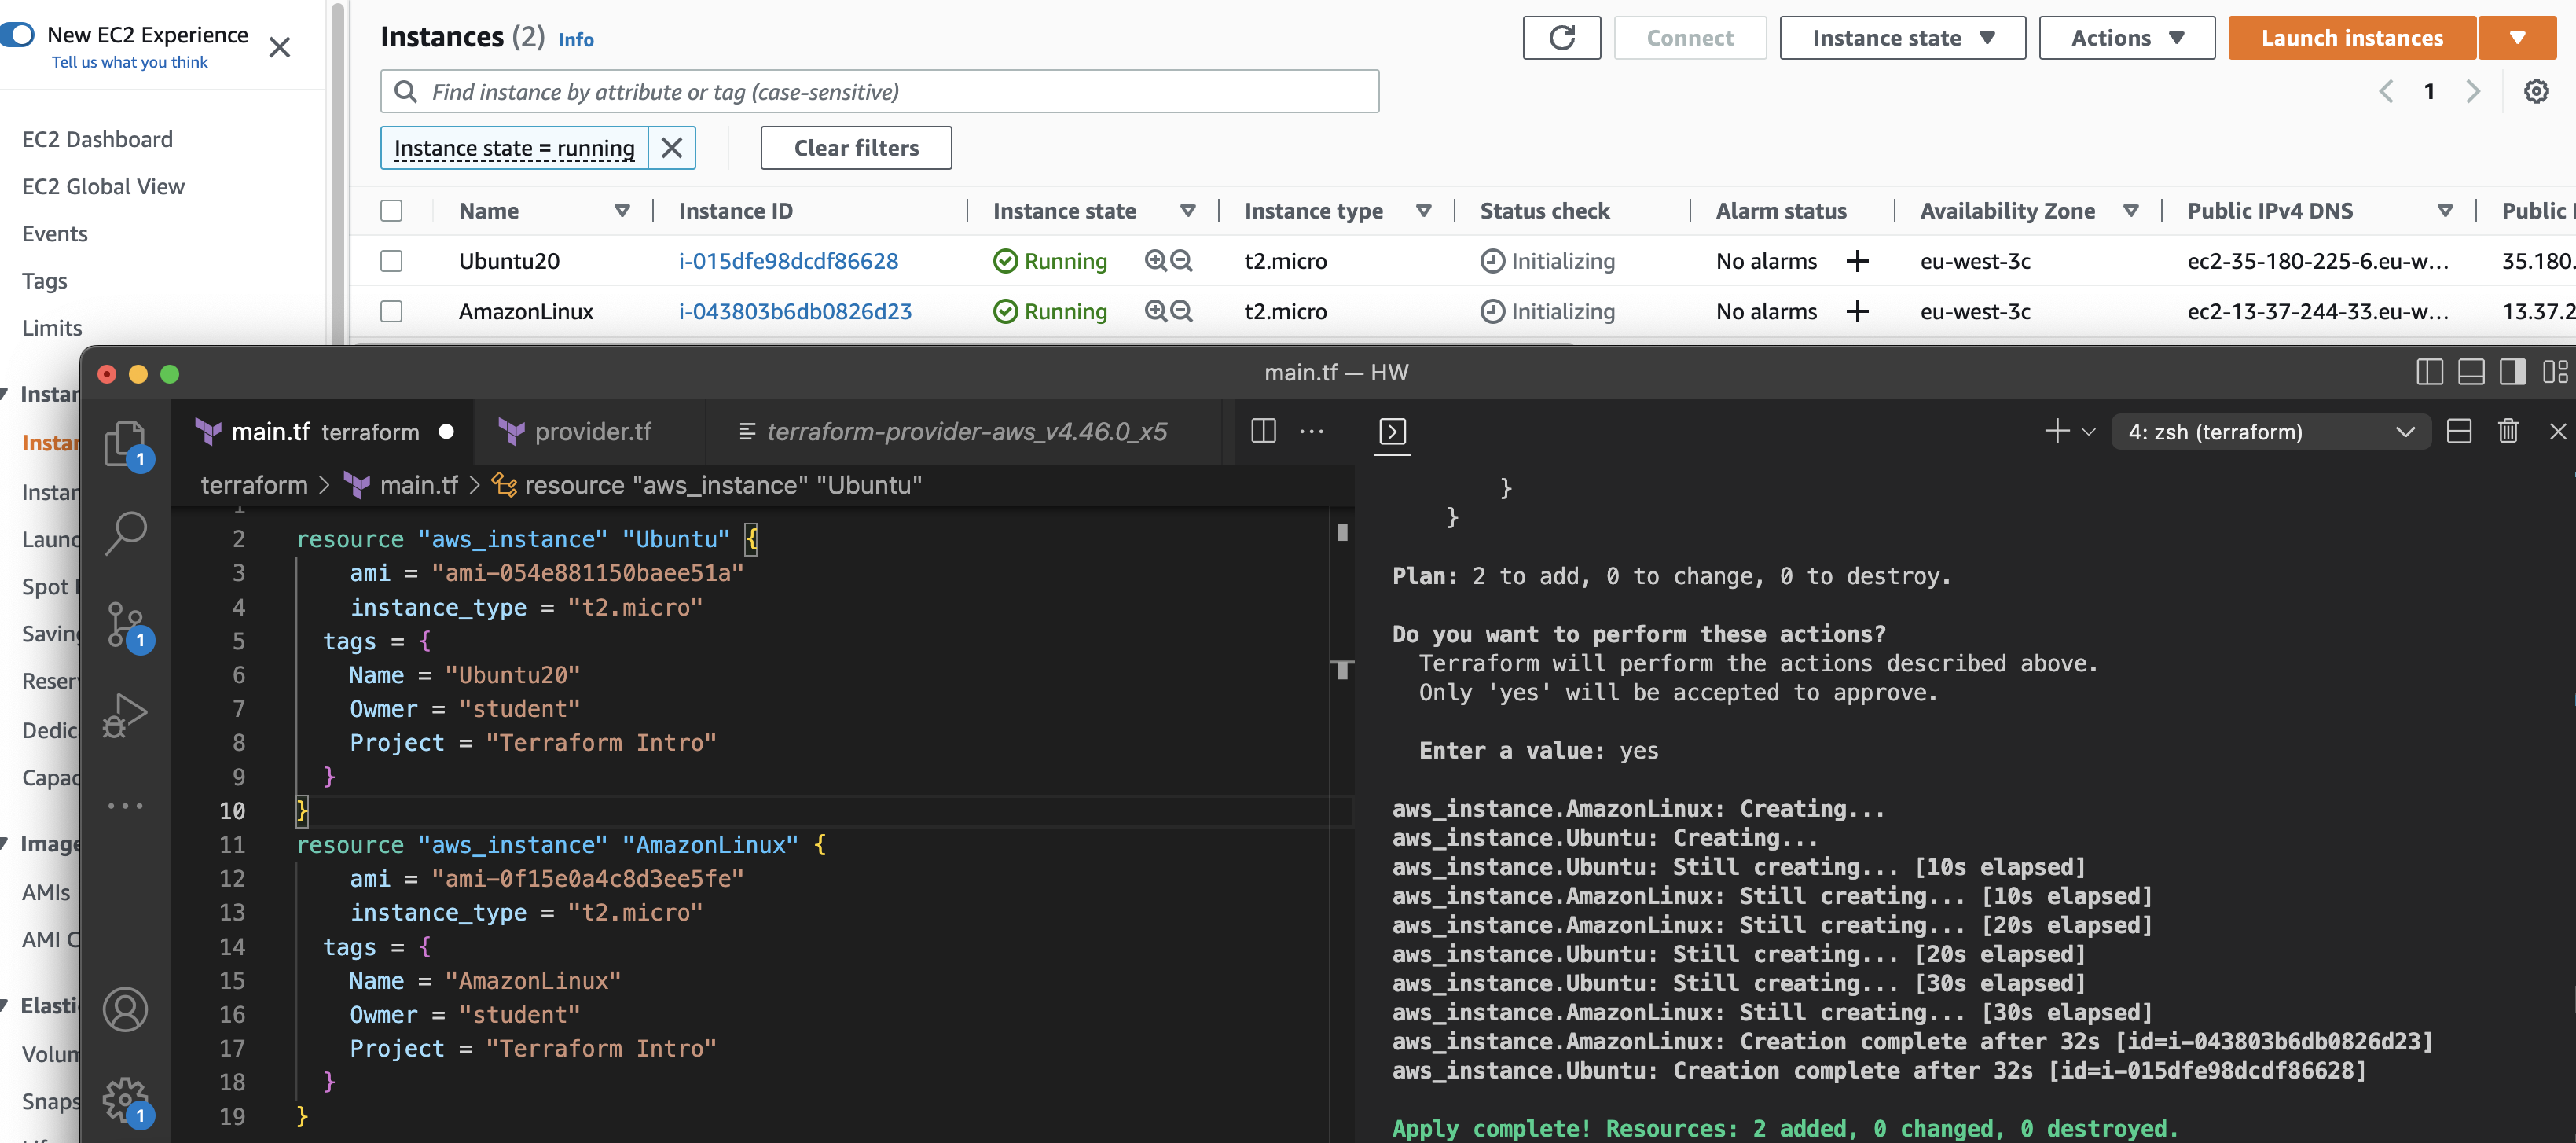 New EC2 Experience
Tell us what you think
EC2 Dashboard
EC2 Global View
Events
Tags
Limits
Instances (2) Info
Connect
Instance state
Actions
Launch instances
Find instance by attribute or tag (case-sensitive)
1
Instance state = running
Clear filters
Name Instance ID Instance state Instance type Status check Alarm status Availability Zone Public IPv4 DNS Public
Ubuntu20 i-015dfe98dcdf86628 Running t2.micro Initializing No alarms + eu-west-3c ec2-35-180-225-6.eu-w... 35.180.
AmazonLinux i-043803b6db0826d23 Running t2.micro Initializing No alarms + eu-west-3c ec2-13-37-244-33.eu-w... 13.37.2
Instan
Instan
Instan
Launc
Spot
Saving
Reserv
Dedica
Capac
Image
AMIs
AMI C
Elasti
Volum
Snaps
main.tf — HW
1
1
1
main.tf terraform
provider.tf
terraform-provider-aws_v4.46.0_x5
terraform > main.tf > resource "aws_instance" "Ubuntu"
1
2 resource "aws_instance" "Ubuntu" {
3 ami = "ami-054e881150baee51a"
4 instance_type = "t2.micro"
5 tags = {
6 Name = "Ubuntu20"
7 Owmer = "student"
8 Project = "Terraform Intro"
9 }
10 }
11 resource "aws_instance" "AmazonLinux" {
12 ami = "ami-0f15e0a4c8d3ee5fe"
13 instance_type = "t2.micro"
14 tags = {
15 Name = "AmazonLinux"
16 Owmer = "student"
17 Project = "Terraform Intro"
18 }
19 }
4: zsh (terraform)
}
}
Plan: 2 to add, 0 to change, 0 to destroy.
Do you want to perform these actions?
Terraform will perform the actions described above.
Only 'yes' will be accepted to approve.
Enter a value: yes
aws_instance.AmazonLinux: Creating...
aws_instance.Ubuntu: Creating...
aws_instance.Ubuntu: Still creating... [10s elapsed]
aws_instance.AmazonLinux: Still creating... [10s elapsed]
aws_instance.AmazonLinux: Still creating... [20s elapsed]
aws_instance.Ubuntu: Still creating... [20s elapsed]
aws_instance.Ubuntu: Still creating... [30s elapsed]
aws_instance.AmazonLinux: Still creating... [30s elapsed]
aws_instance.AmazonLinux: Creation complete after 32s [id=i-043803b6db0826d23]
aws_instance.Ubuntu: Creation complete after 32s [id=i-015dfe98dcdf86628]
Apply complete! Resources: 2 added, 0 changed, 0 destroyed.